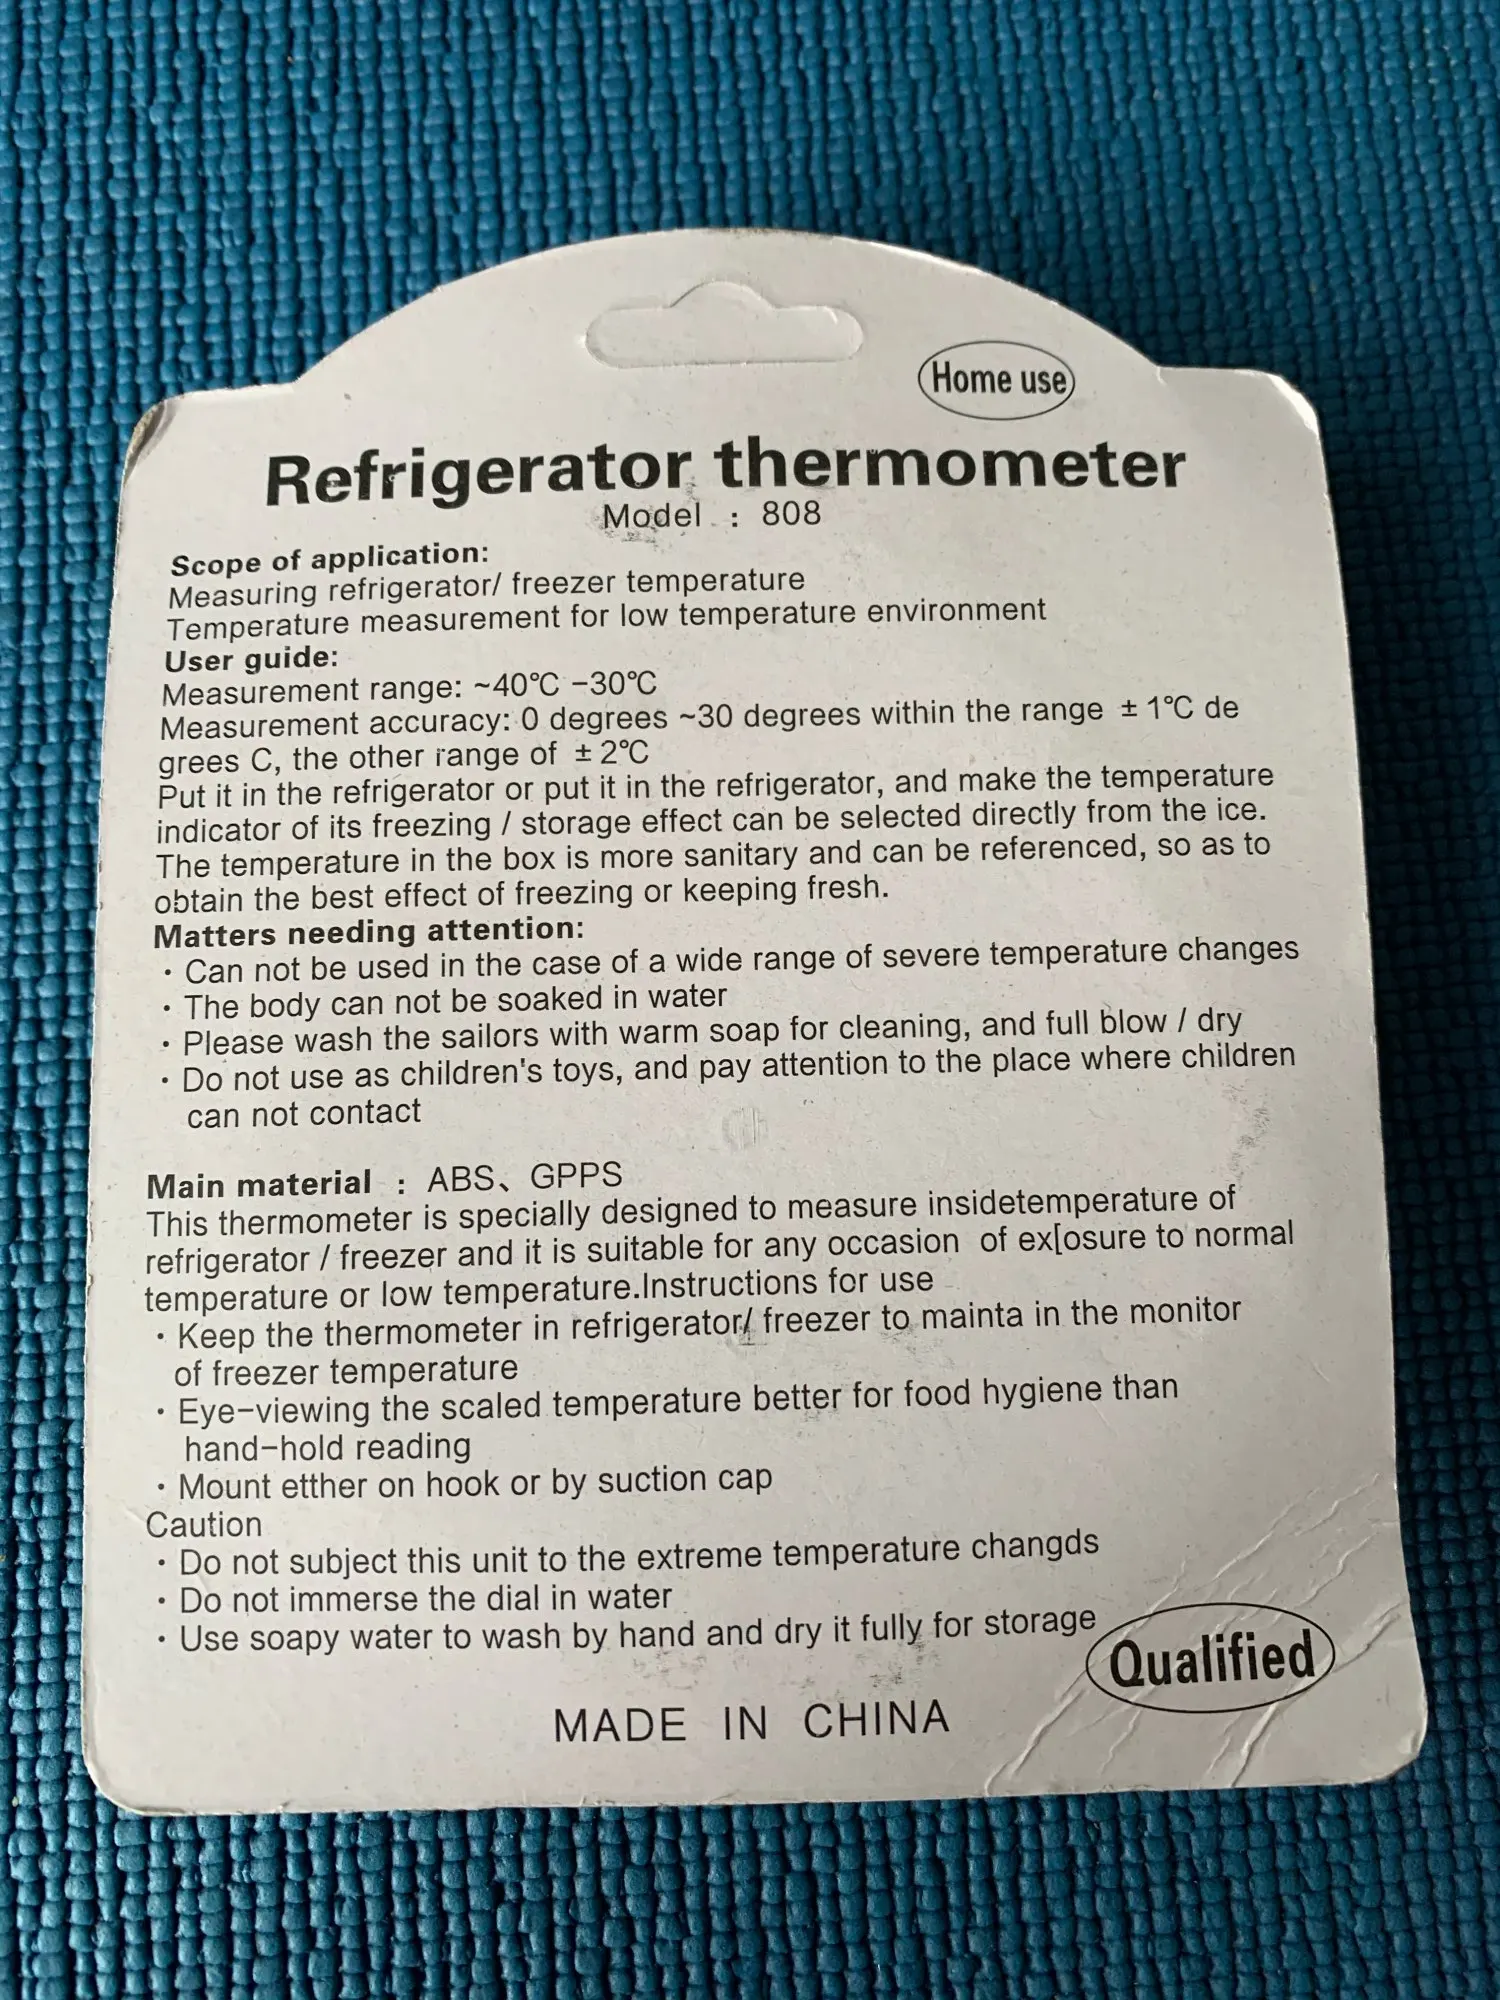 Home use
Refrigerator thermometer
Model : 808
Scope of application:
Measuring refrigerator/ freezer temperature
Temperature measurement for low temperature environment
User guide:
Measurement range: ~40℃ -30℃
Measurement accuracy: 0 degrees ~30 degrees within the range ± 1℃ de
grees C, the other range of ± 2℃
Put it in the refrigerator or put it in the refrigerator, and make the temperature
indicator of its freezing / storage effect can be selected directly from the ice.
The temperature in the box is more sanitary and can be referenced, so as to
obtain the best effect of freezing or keeping fresh.
Matters needing attention:
· Can not be used in the case of a wide range of severe temperature changes
· The body can not be soaked in water
· Please wash the sailors with warm soap for cleaning, and full blow / dry
· Do not use as children's toys, and pay attention to the place where children
can not contact
Main material : ABS、GPPS
This thermometer is specially designed to measure insidetemperature of
refrigerator / freezer and it is suitable for any occasion of ex[osure to normal
temperature or low temperature.Instructions for use
· Keep the thermometer in refrigerator/ freezer to mainta in the monitor
of freezer temperature
· Eye-viewing the scaled temperature better for food hygiene than
hand-hold reading
· Mount etther on hook or by suction cap
Caution
· Do not subject this unit to the extreme temperature changds
· Do not immerse the dial in water
· Use soapy water to wash by hand and dry it fully for storage
Qualified
MADE IN CHINA